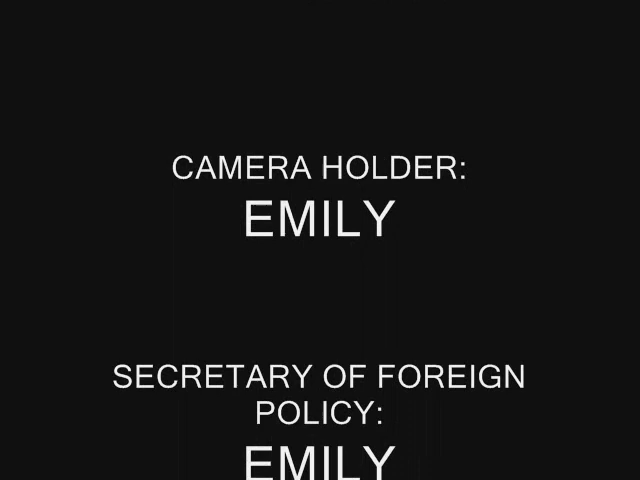 CAMERA HOLDER:
EMILY
SECRETARY OF FOREIGN
POLICY:
EMILY